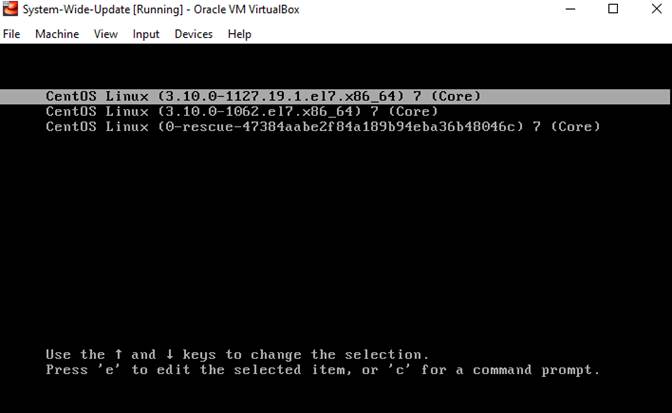 System-Wide-Update [Running] - Oracle VM VirtualBox
File Machine View Input Devices Help
CentOS Linux (3.10.0-1127.19.1.el7.x86_64) 7 (Core)
CentOS Linux (3.10.0-1062.el7.x86_64) 7 (Core)
CentOS Linux (0-rescue-47384aabe2f84a189b94eba36b48046c) 7 (Core)
Use the ↑ and ↓ keys to change the selection.
Press 'e' to edit the selected item, or 'c' for a command prompt.